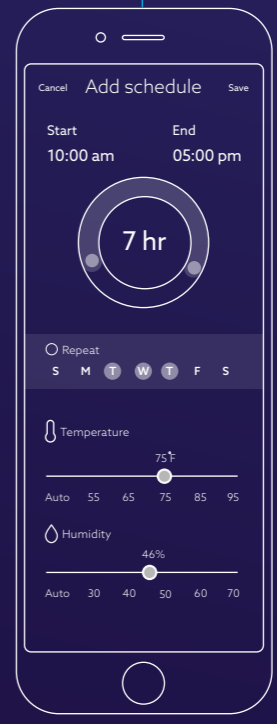 Cancel Add schedule Save
Start End
10:00 am 05:00 pm
7 hr
Repeat
S M T W T F S
Temperature
75°F
Auto 55 65 75 85 95
Humidity
46%
Auto 30 40 50 60 70